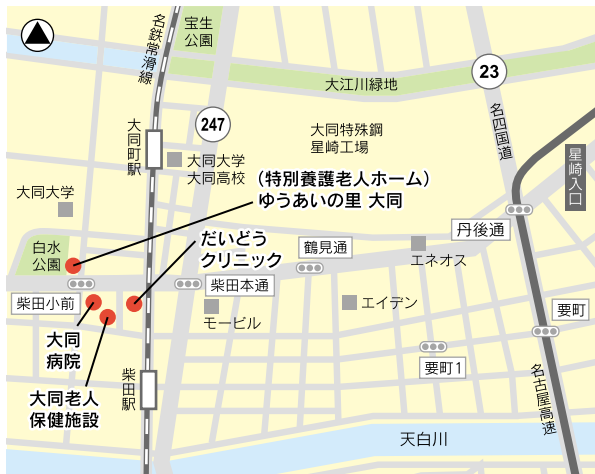 名鉄常滑線
宝生
公園
大江川緑地
23
247
名四国道
大同町駅
大同特殊鋼
星崎工場
大同大学
大同高校
星崎入口
(特別養護老人ホーム)
ゆうあいの里 大同
大同大学
丹後通
だいどう
クリニック
鶴見通
エネオス
白水
公園
柴田本通
柴田小前
エイデン
要町
モービル
大同
病院
要町1
柴田駅
名古屋高速
大同老人
保健施設
天白川